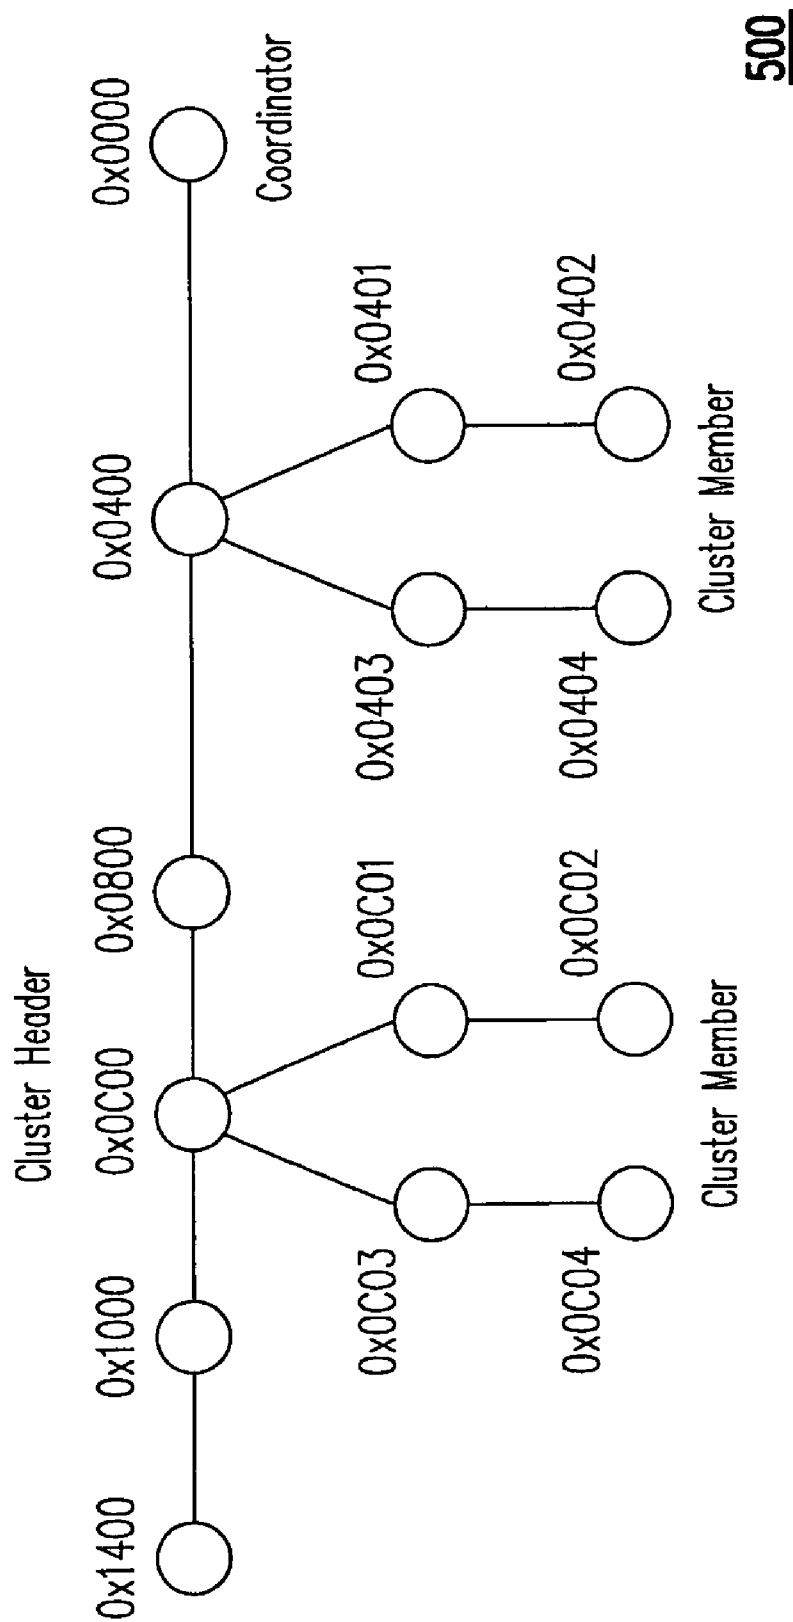 Cluster Header
0x1400
0x1000
0x0C00
0x0800
0x0400
0x0000
Coordinator
0x0C03
0x0C01
0x0403
0x0401
0x0C04
0x0C02
0x0404
0x0402
Cluster Member
Cluster Member
500